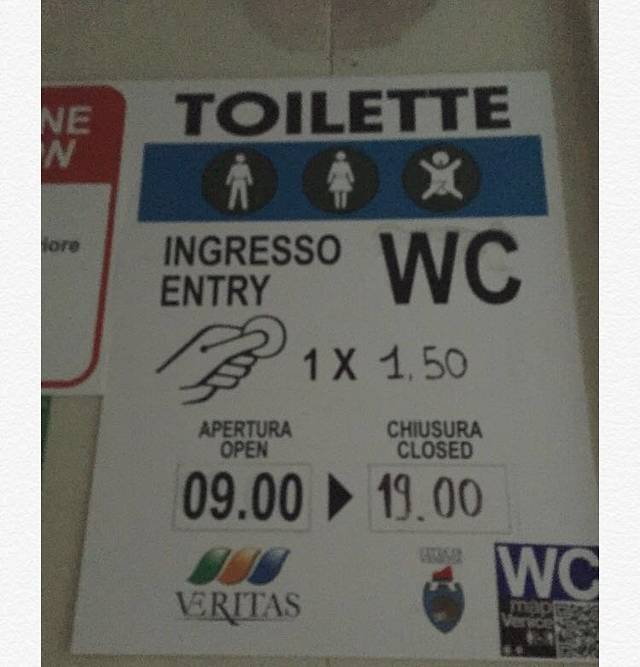 NE
N
iore
TOILETTE
INGRESSO
ENTRY
WC
1 X 1.50
APERTURA
OPEN
CHIUSURA
CLOSED
09.00
19.00
VERITAS
WC
map
Venice